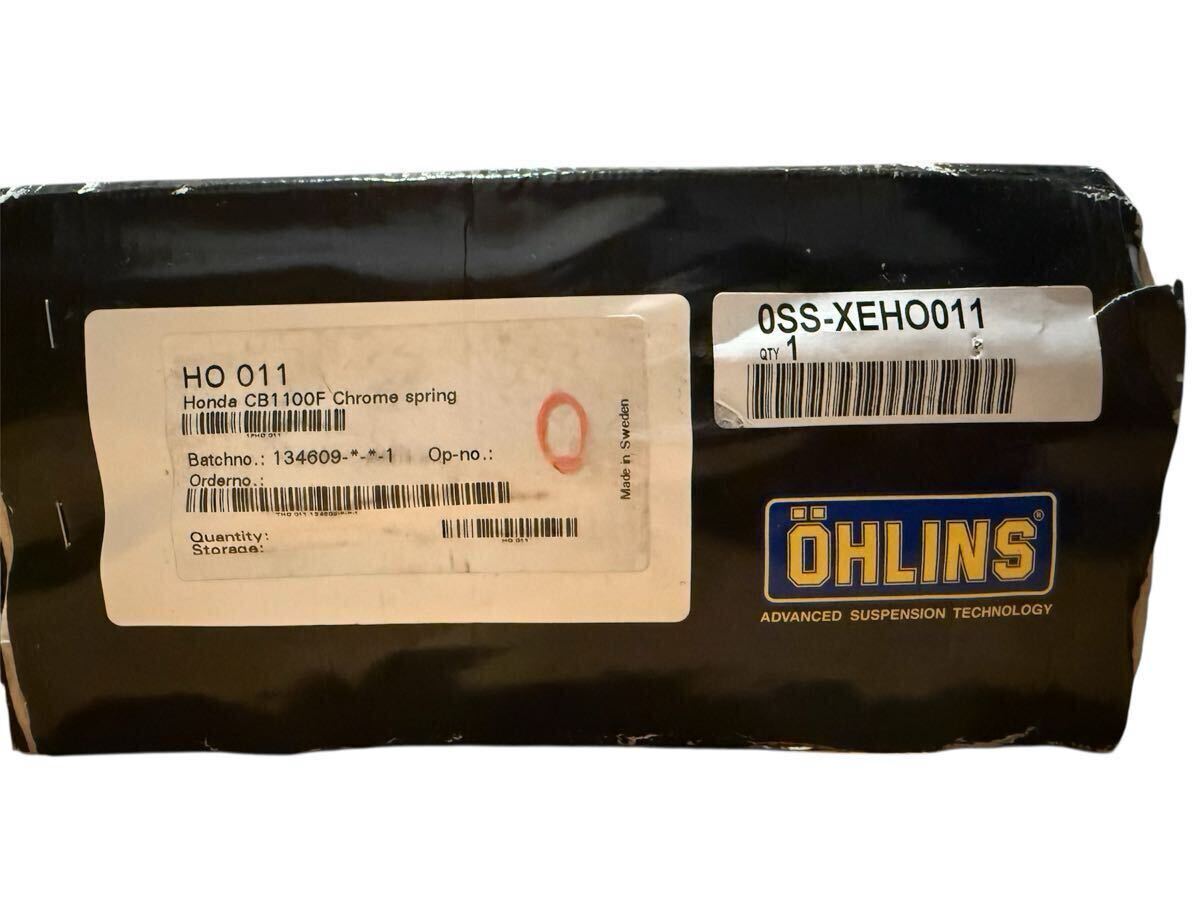 HO 011
Honda CB1100F Chrome spring
1PHO 011
Batchno.: 134609-*-*-1 Op-no.:
Orderno.:
Quantity:
HO 011
Storage:
Made in Sweden
0SS-XEHO011
QTY 1
ÖHLINS®
ADVANCED SUSPENSION TECHNOLOGY